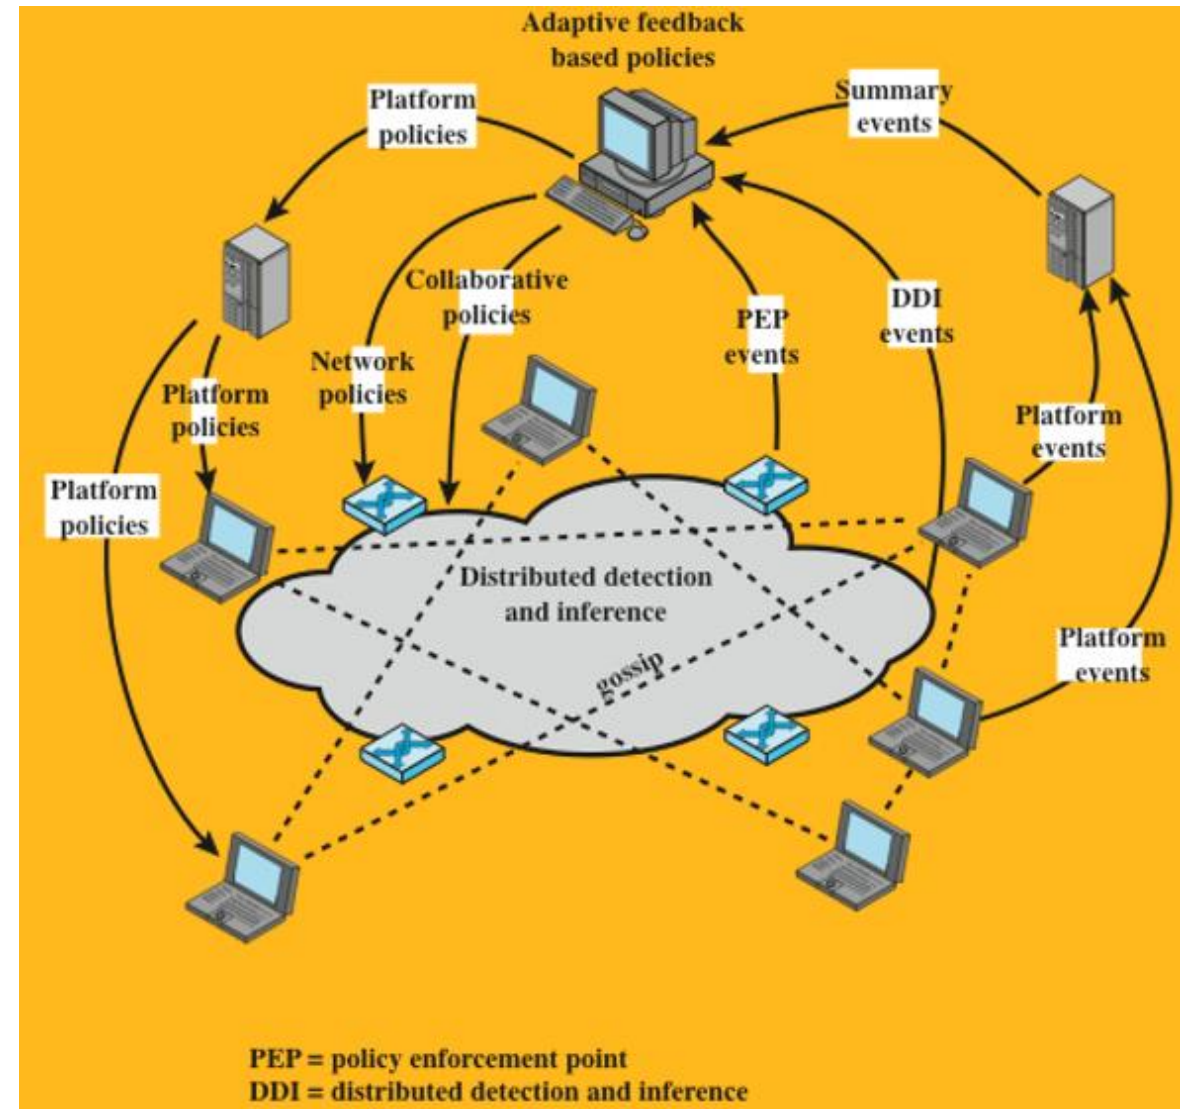 Adaptive feedback
based policies
Platform
policies
Summary
events
Collaborative
policies
DDI
events
PEP
events
Network
policies
Platform
policies
Platform
events
Platform
policies
Distributed detection
and inference
gossip
Platform
events
PEP = policy enforcement point
DDI = distributed detection and inference